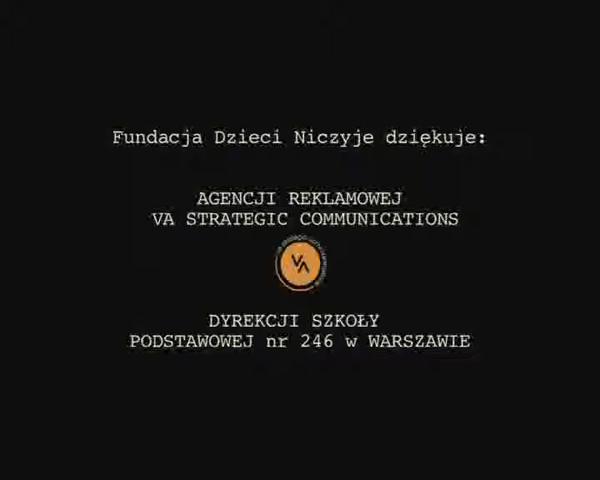 Fundacja Dzieci Niczyje dziękuje:
AGENCJI REKLAMOWEJ
VA STRATEGIC COMMUNICATIONS
VA
DYREKCJI SZKOŁY
PODSTAWOWEJ nr 246 w WARSZAWIE